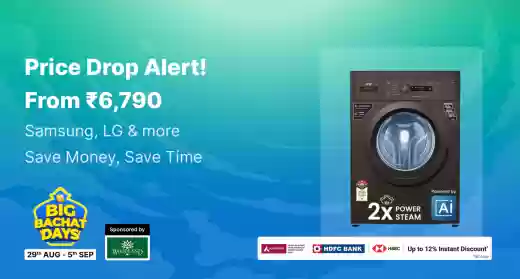 Price Drop Alert!
From ₹6,790
Samsung, LG & more
Save Money, Save Time
BIG
BACHAT
DAYS
29TH AUG - 5TH SEP
Sponsored by
2x POWER
STEAM
Powered by
Ai
HDFC BANK
HSBC
Up to 12% Instant Discount*